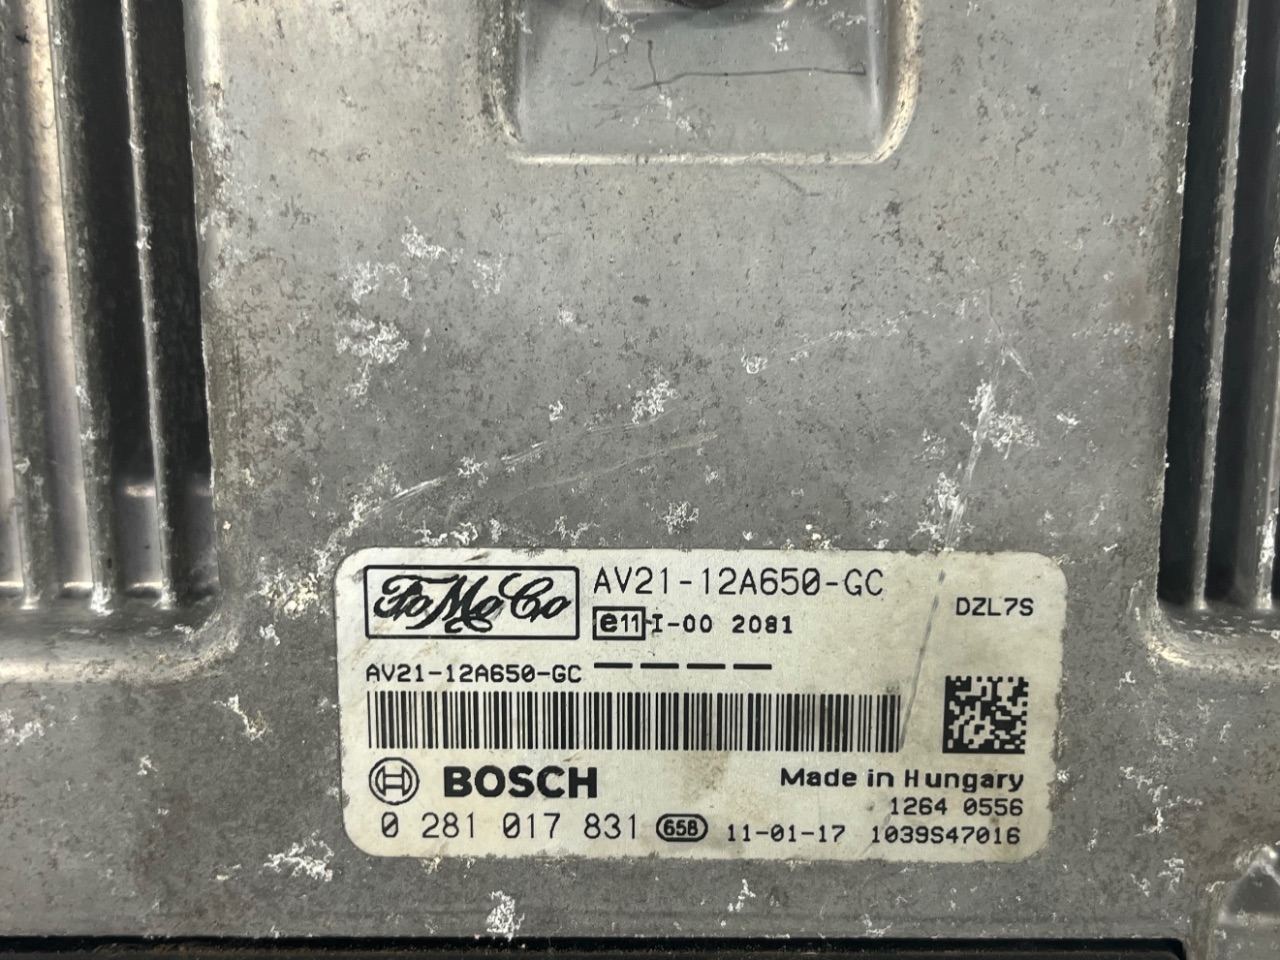 FoMoCo AV21-12A650-GC
e11 I-00 2081 DZL7S
AV21-12A650-GC ————
BOSCH Made in Hungary
1264 0556
0 281 017 831 658 11-01-17 1039S47016